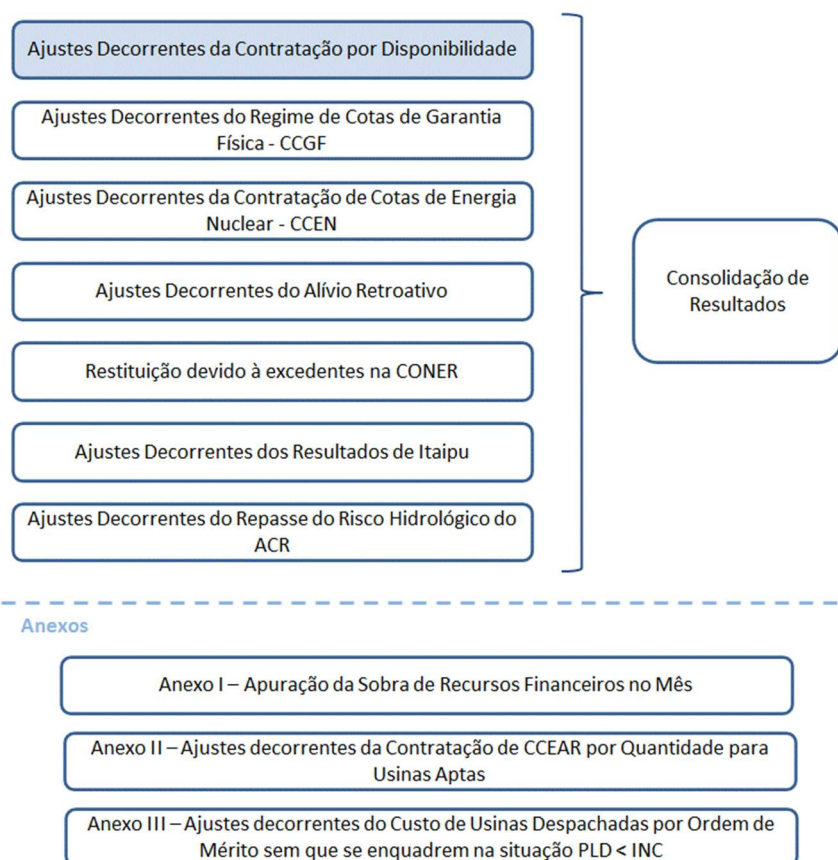 Ajustes Decorrentes da Contratação por Disponibilidade
Ajustes Decorrentes do Regime de Cotas de Garantia
Física - CCGF
Ajustes Decorrentes da Contratação de Cotas de Energia
Nuclear - CCEN
Ajustes Decorrentes do Alívio Retroativo
Restituição devido à excedentes na CONER
Ajustes Decorrentes dos Resultados de Itaipu
Ajustes Decorrentes do Repasse do Risco Hidrológico do
ACR
Consolidação de
Resultados
Anexos
Anexo I – Apuração da Sobra de Recursos Financeiros no Mês
Anexo II – Ajustes decorrentes da Contratação de CCEAR por Quantidade para
Usinas Aptas
Anexo III – Ajustes decorrentes do Custo de Usinas Despachadas por Ordem de
Mérito sem que se enquadrem na situação PLD < INC